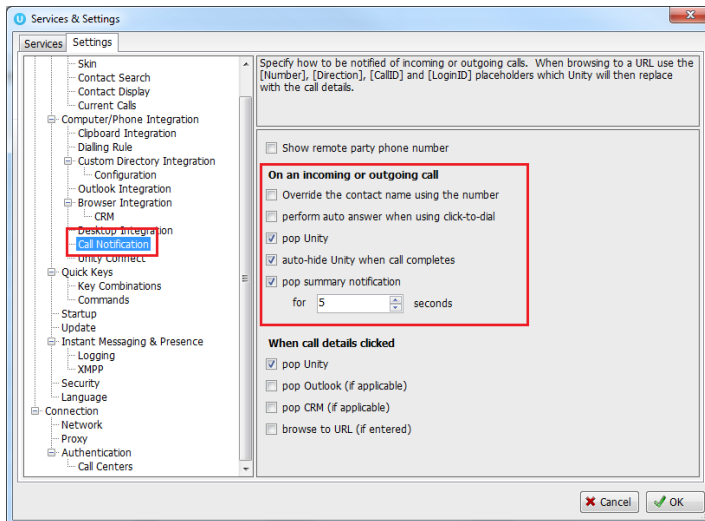 Services & Settings
Services
Settings
Skin
Contact Search
Contact Display
Current Calls
Computer/Phone Integration
Clipboard Integration
Dialling Rule
Custom Directory Integration
Configuration
Outlook Integration
Browser Integration
CRM
Desktop Integration
Call Notification
Unity Connect
Quick Keys
Key Combinations
Commands
Startup
Update
Instant Messaging & Presence
Logging
XMPP
Security
Language
Connection
Network
Proxy
Authentication
Call Centers
Specify how to be notified of incoming or outgoing calls. When browsing to a URL use the
[Number], [Direction], [CallID] and [LoginID] placeholders which Unity will then replace
with the call details.
Show remote party phone number
On an incoming or outgoing call
Override the contact name using the number
perform auto answer when using click-to-dial
pop Unity
auto-hide Unity when call completes
pop summary notification
for 5 seconds
When call details clicked
pop Unity
pop Outlook (if applicable)
pop CRM (if applicable)
browse to URL (if entered)
Cancel
OK